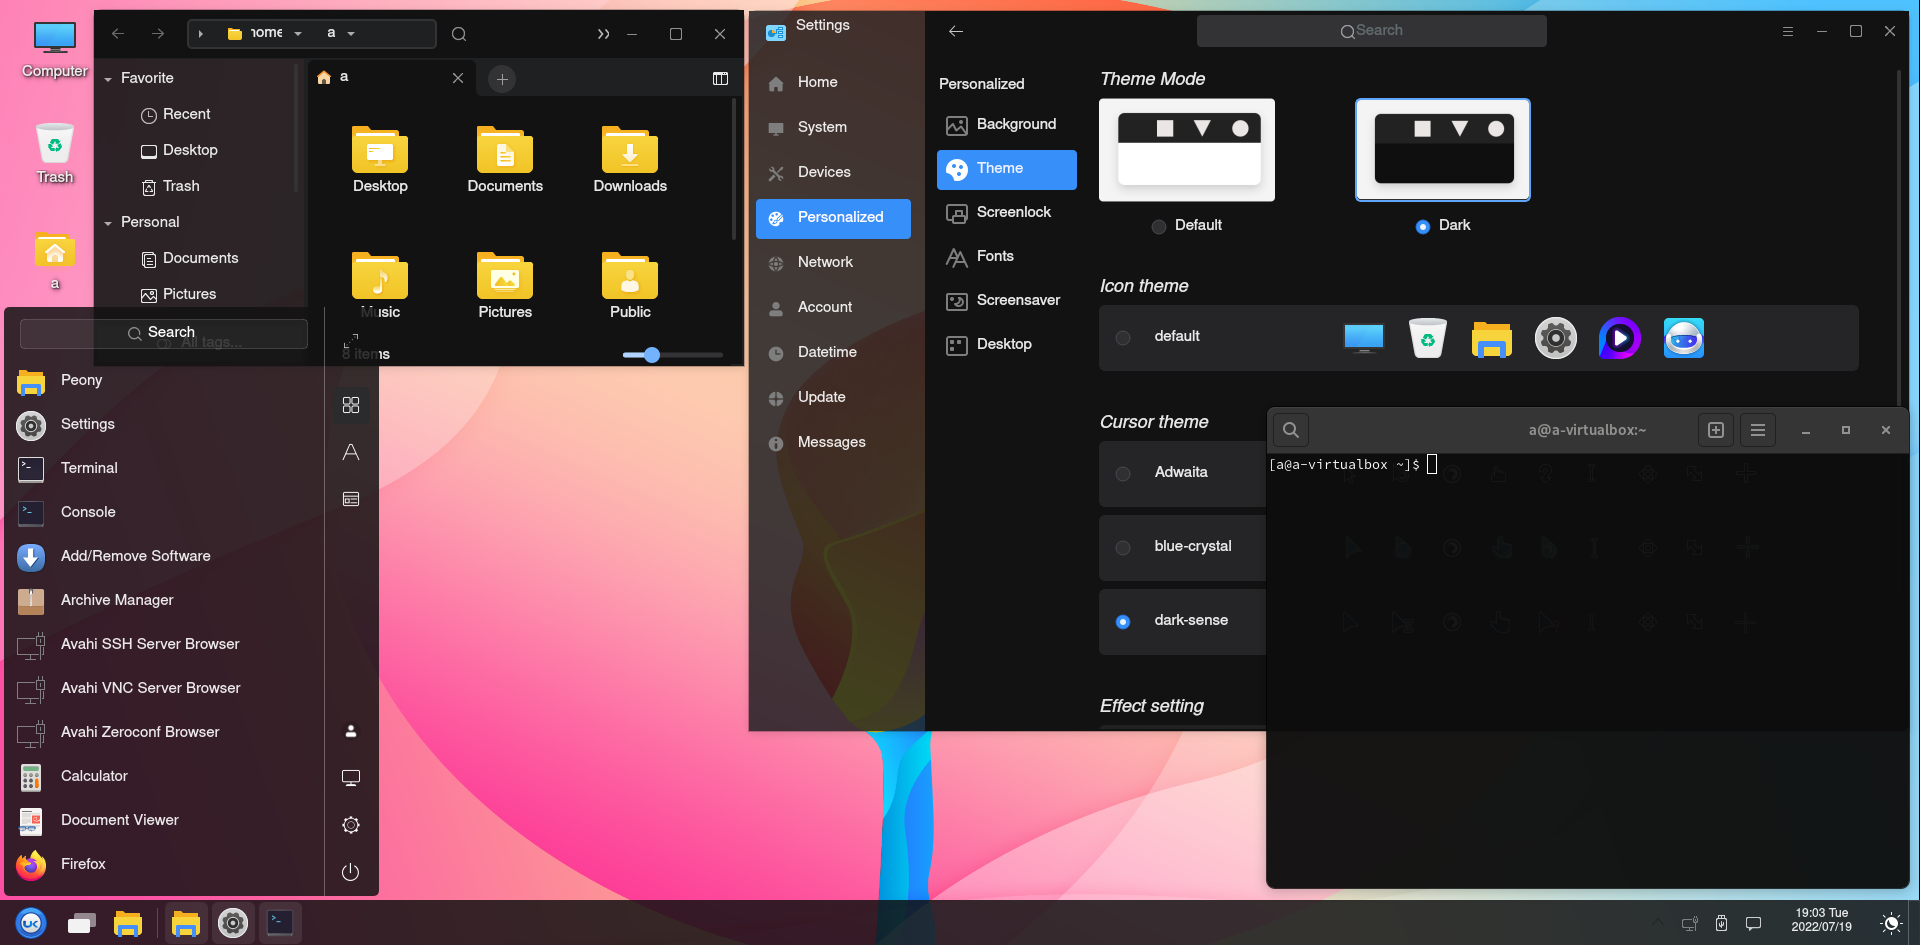 Computer
Trash
a
home
a
Favorite
Recent
Desktop
Trash
Personal
Documents
Pictures
All tags...
a
Desktop
Documents
Downloads
Music
Pictures
Public
8 items
Search
Peony
Settings
Terminal
Console
Add/Remove Software
Archive Manager
Avahi SSH Server Browser
Avahi VNC Server Browser
Avahi Zeroconf Browser
Calculator
Document Viewer
Firefox
Settings
Home
System
Devices
Personalized
Network
Account
Datetime
Update
Messages
Search
Personalized
Background
Theme
Screenlock
Fonts
Screensaver
Desktop
Theme Mode
Default
Dark
Icon theme
default
Cursor theme
Adwaita
blue-crystal
dark-sense
Effect setting
a@a-virtualbox:~
[a@a-virtualbox ~]$
UK
19:03 Tue
2022/07/19